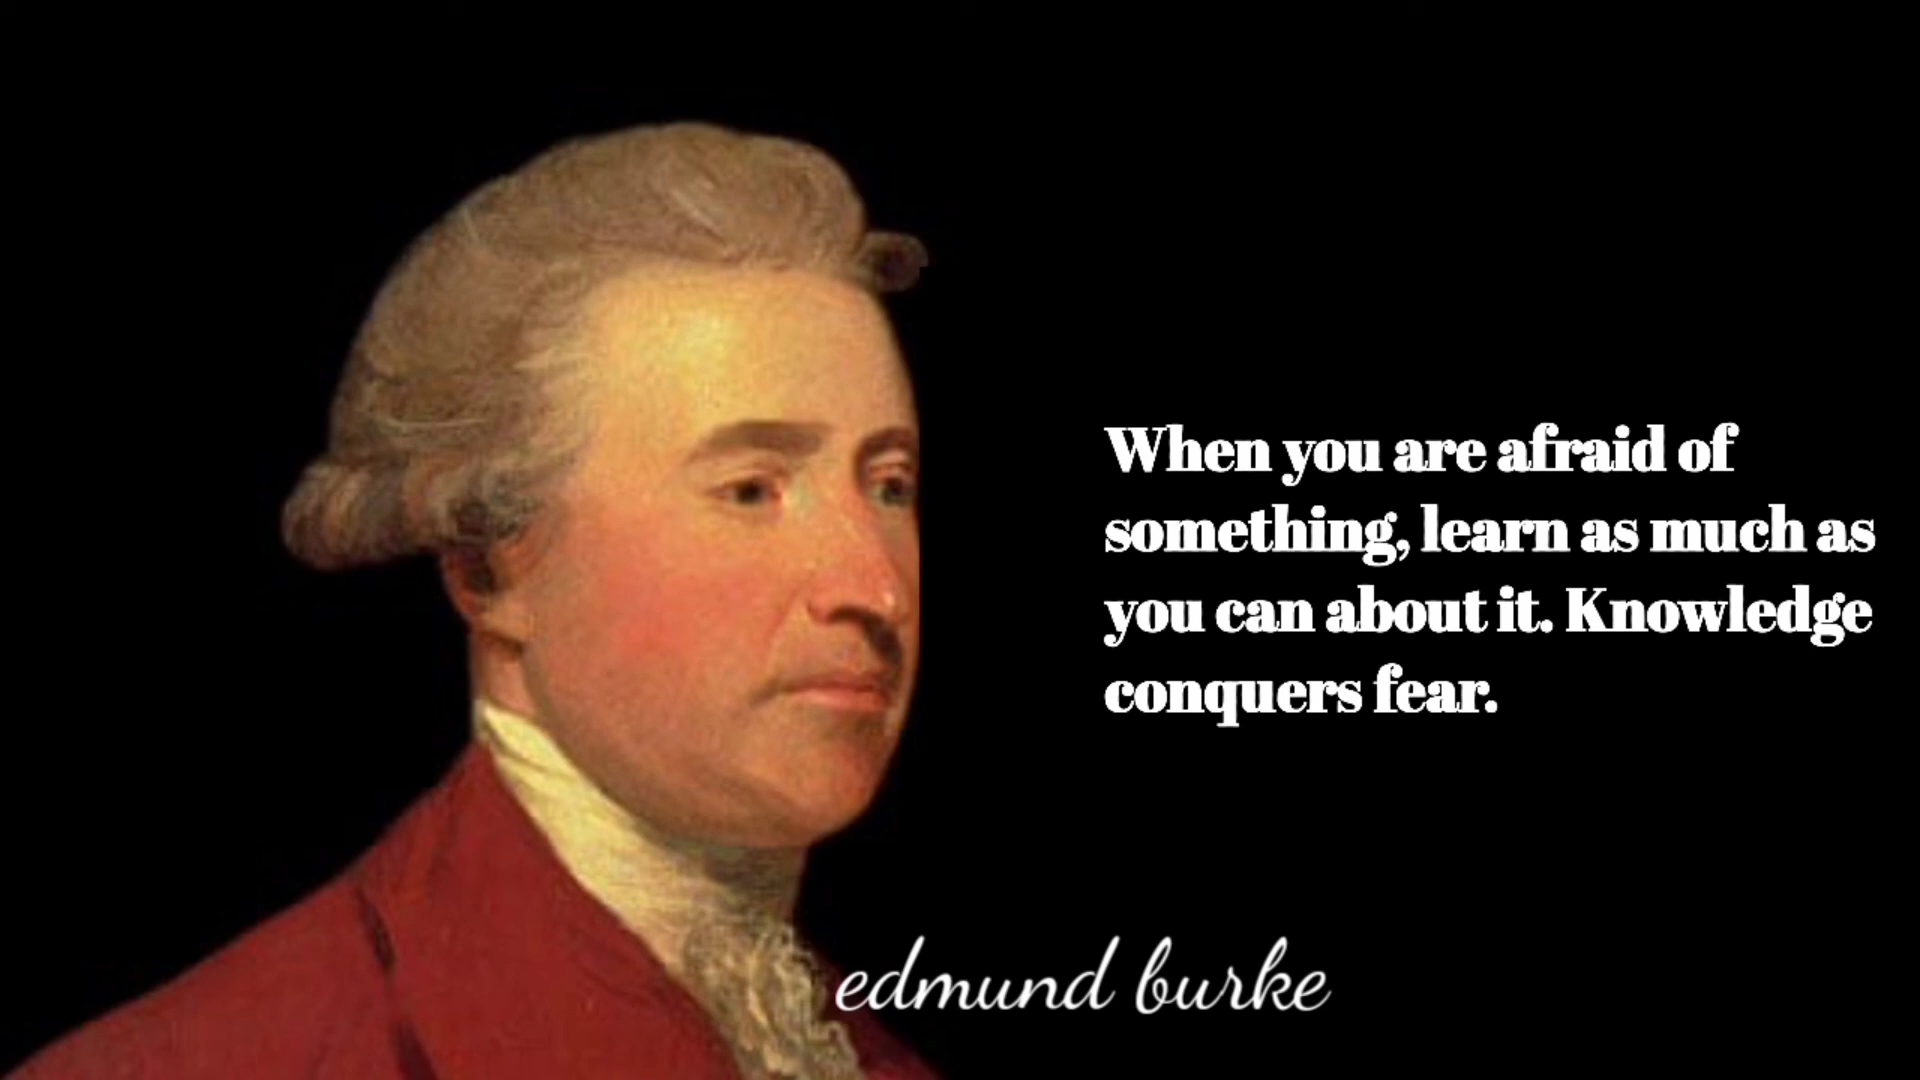 When you are afraid of
something, learn as much as
you can about it. Knowledge
conquers fear.
edmund burke